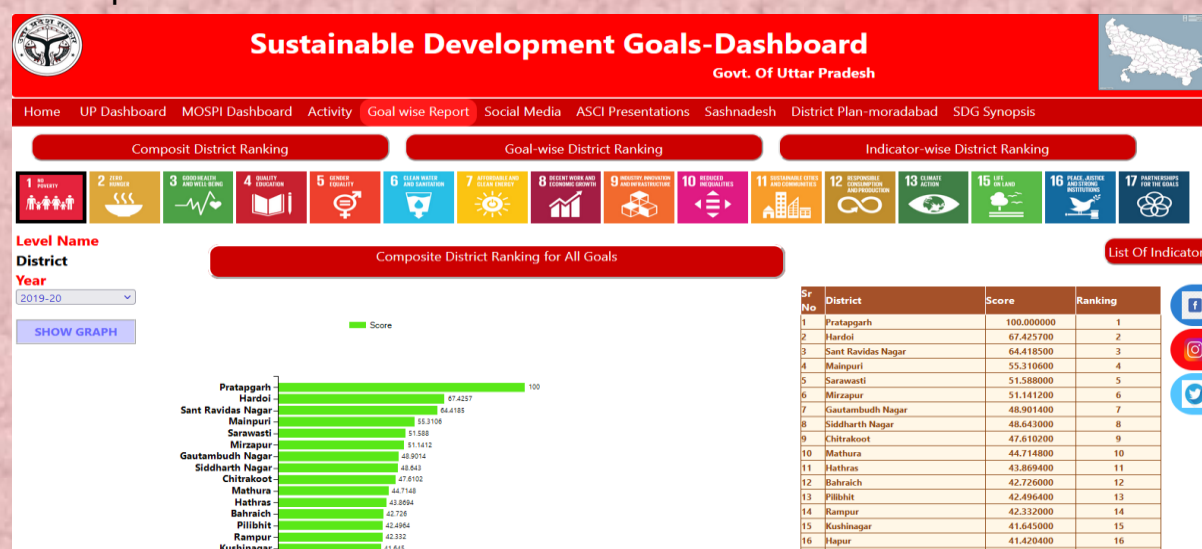 Sustainable Development Goals-Dashboard
Govt. Of Uttar Pradesh
Home UP Dashboard MOSPI Dashboard Activity Goal wise Report Social Media ASCI Presentations Sashnadesh District Plan-moradabad SDG Synopsis
Composit District Ranking Goal-wise District Ranking Indicator-wise District Ranking
1 NO POVERTY
2 ZERO HUNGER
3 GOOD HEALTH AND WELL-BEING
4 QUALITY EDUCATION
5 GENDER EQUALITY
6 CLEAN WATER AND SANITATION
7 AFFORDABLE AND CLEAN ENERGY
8 DECENT WORK AND ECONOMIC GROWTH
9 INDUSTRY, INNOVATION AND INFRASTRUCTURE
10 REDUCED INEQUALITIES
11 SUSTAINABLE CITIES AND COMMUNITIES
12 RESPONSIBLE CONSUMPTION AND PRODUCTION
13 CLIMATE ACTION
15 LIFE ON LAND
16 PEACE, JUSTICE AND STRONG INSTITUTIONS
17 PARTNERSHIPS FOR THE GOALS
Level Name
District
Year
2019-20
SHOW GRAPH
Composite District Ranking for All Goals
List Of Indicator
Score
Pratapgarh 100
Hardoi 67.4257
Sant Ravidas Nagar 64.4185
Mainpuri 55.3106
Sarawasti 51.588
Mirzapur 51.1412
Gautambudh Nagar 48.9014
Siddharth Nagar 48.643
Chitrakoot 47.6102
Mathura 44.7148
Hathras 43.8694
Bahraich 42.726
Pilibhit 42.4964
Rampur 42.332
Kushinagar 41.645
Sr No District Score Ranking
1 Pratapgarh 100.000000 1
2 Hardoi 67.425700 2
3 Sant Ravidas Nagar 64.418500 3
4 Mainpuri 55.310600 4
5 Sarawasti 51.588000 5
6 Mirzapur 51.141200 6
7 Gautambudh Nagar 48.901400 7
8 Siddharth Nagar 48.643000 8
9 Chitrakoot 47.610200 9
10 Mathura 44.714800 10
11 Hathras 43.869400 11
12 Bahraich 42.726000 12
13 Pilibhit 42.496400 13
14 Rampur 42.332000 14
15 Kushinagar 41.645000 15
16 Hapur 41.420400 16